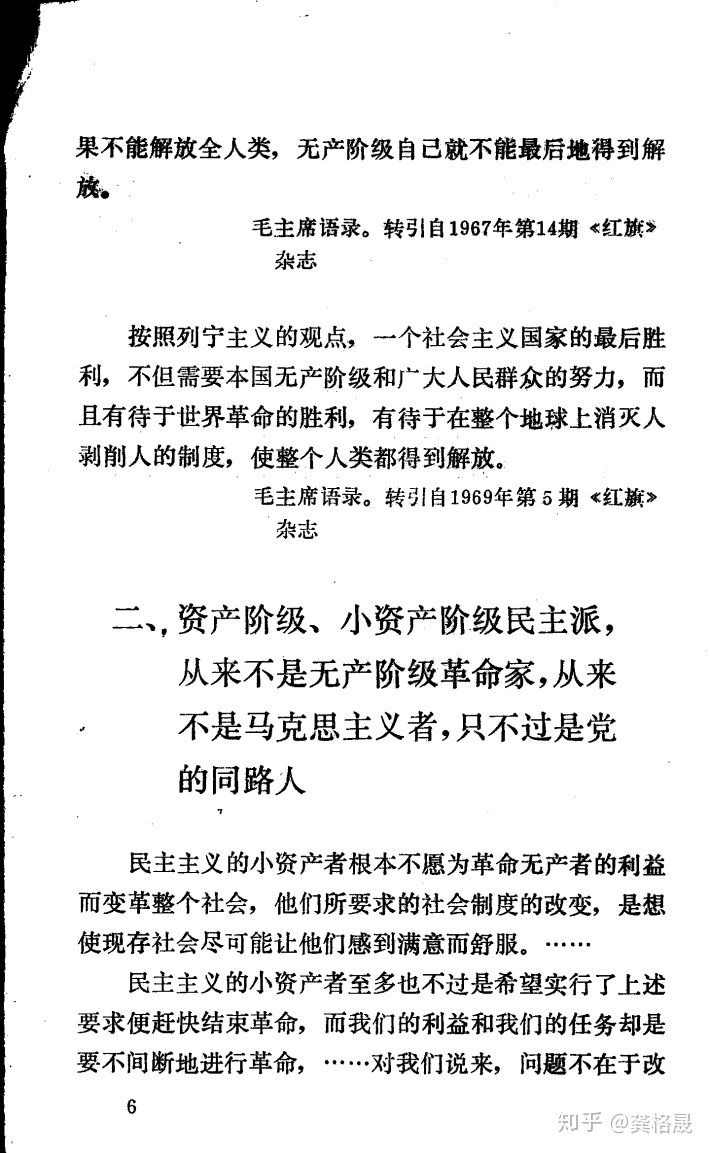 果不能解放全人类，无产阶级自己就不能最后地得到解
放。
毛主席语录。转引自1967年第14期《红旗》
杂志
按照列宁主义的观点，一个社会主义国家的最后胜
利，不但需要本国无产阶级和广大人民群众的努力，而
且有待于世界革命的胜利，有待于在整个地球上消灭人
剥削人的制度，使整个人类都得到解放。
毛主席语录。转引自1969年第5期《红旗》
杂志
二、资产阶级、小资产阶级民主派，
从来不是无产阶级革命家，从来
不是马克思主义者，只不过是党
的同路人
民主主义的小资产者根本不愿为革命无产者的利益
而变革整个社会，他们所要求的社会制度的改变，是想
使现存社会尽可能让他们感到满意而舒服。……
民主主义的小资产者至多也不过是希望实行了上述
要求便赶快结束革命，而我们的利益和我们的任务却是
要不间断地进行革命，……对我们说来，问题不在于改
6
知乎 @龚格晟